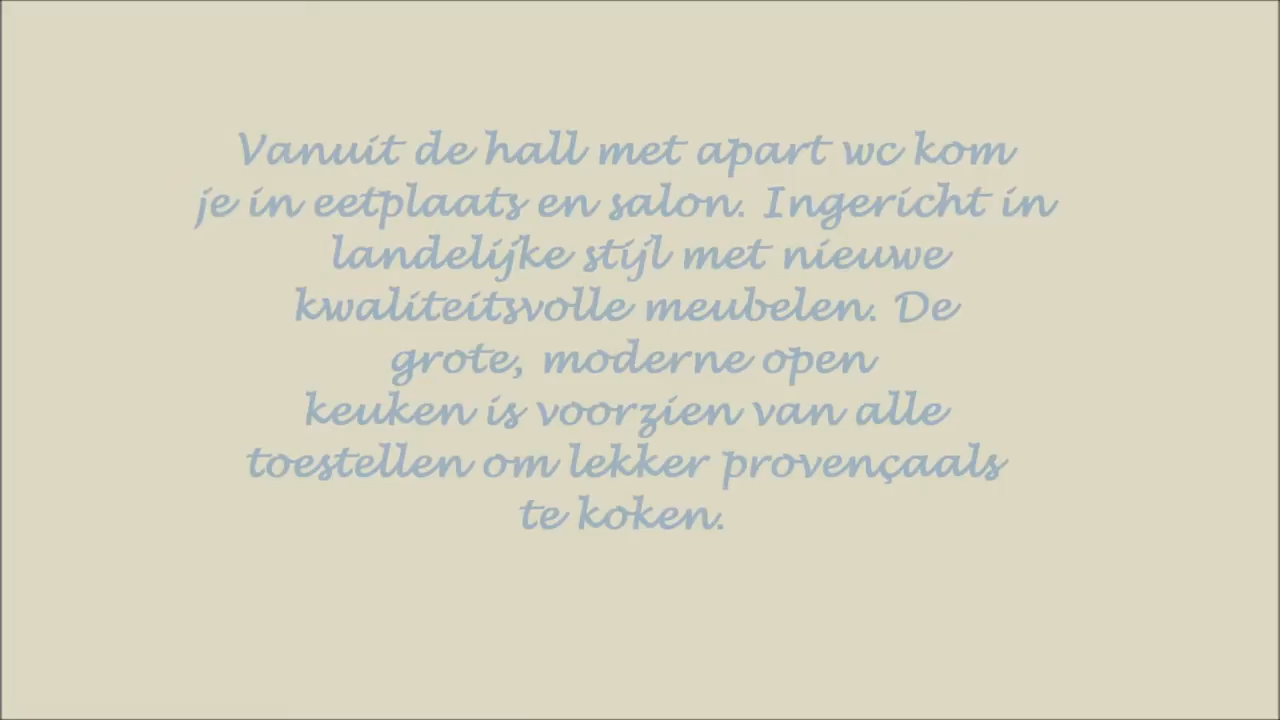 Vanuit de hall met apart wc kom
je in eetplaats en salon. Ingericht in
landelijke stijl met nieuwe
kwaliteitsvolle meubelen. De
grote, moderne open
keuken is voorzien van alle
toestellen om lekker provençaals
te koken.